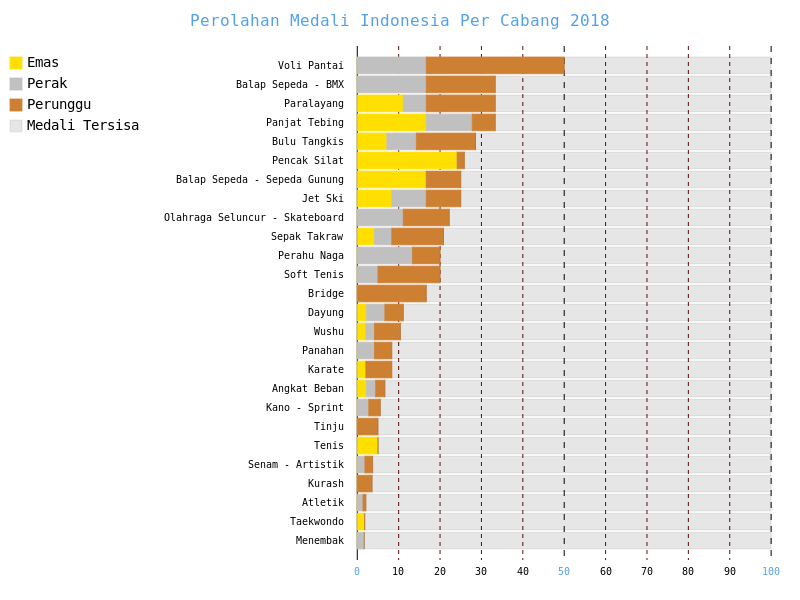 Perolahan Medali Indonesia Per Cabang 2018
Emas
Perak
Perunggu
Medali Tersisa
Voli Pantai
Balap Sepeda - BMX
Paralayang
Panjat Tebing
Bulu Tangkis
Pencak Silat
Balap Sepeda - Sepeda Gunung
Jet Ski
Olahraga Seluncur - Skateboard
Sepak Takraw
Perahu Naga
Soft Tenis
Bridge
Dayung
Wushu
Panahan
Karate
Angkat Beban
Kano - Sprint
Tinju
Tenis
Senam - Artistik
Kurash
Atletik
Taekwondo
Menembak
0 10 20 30 40 50 60 70 80 90 100